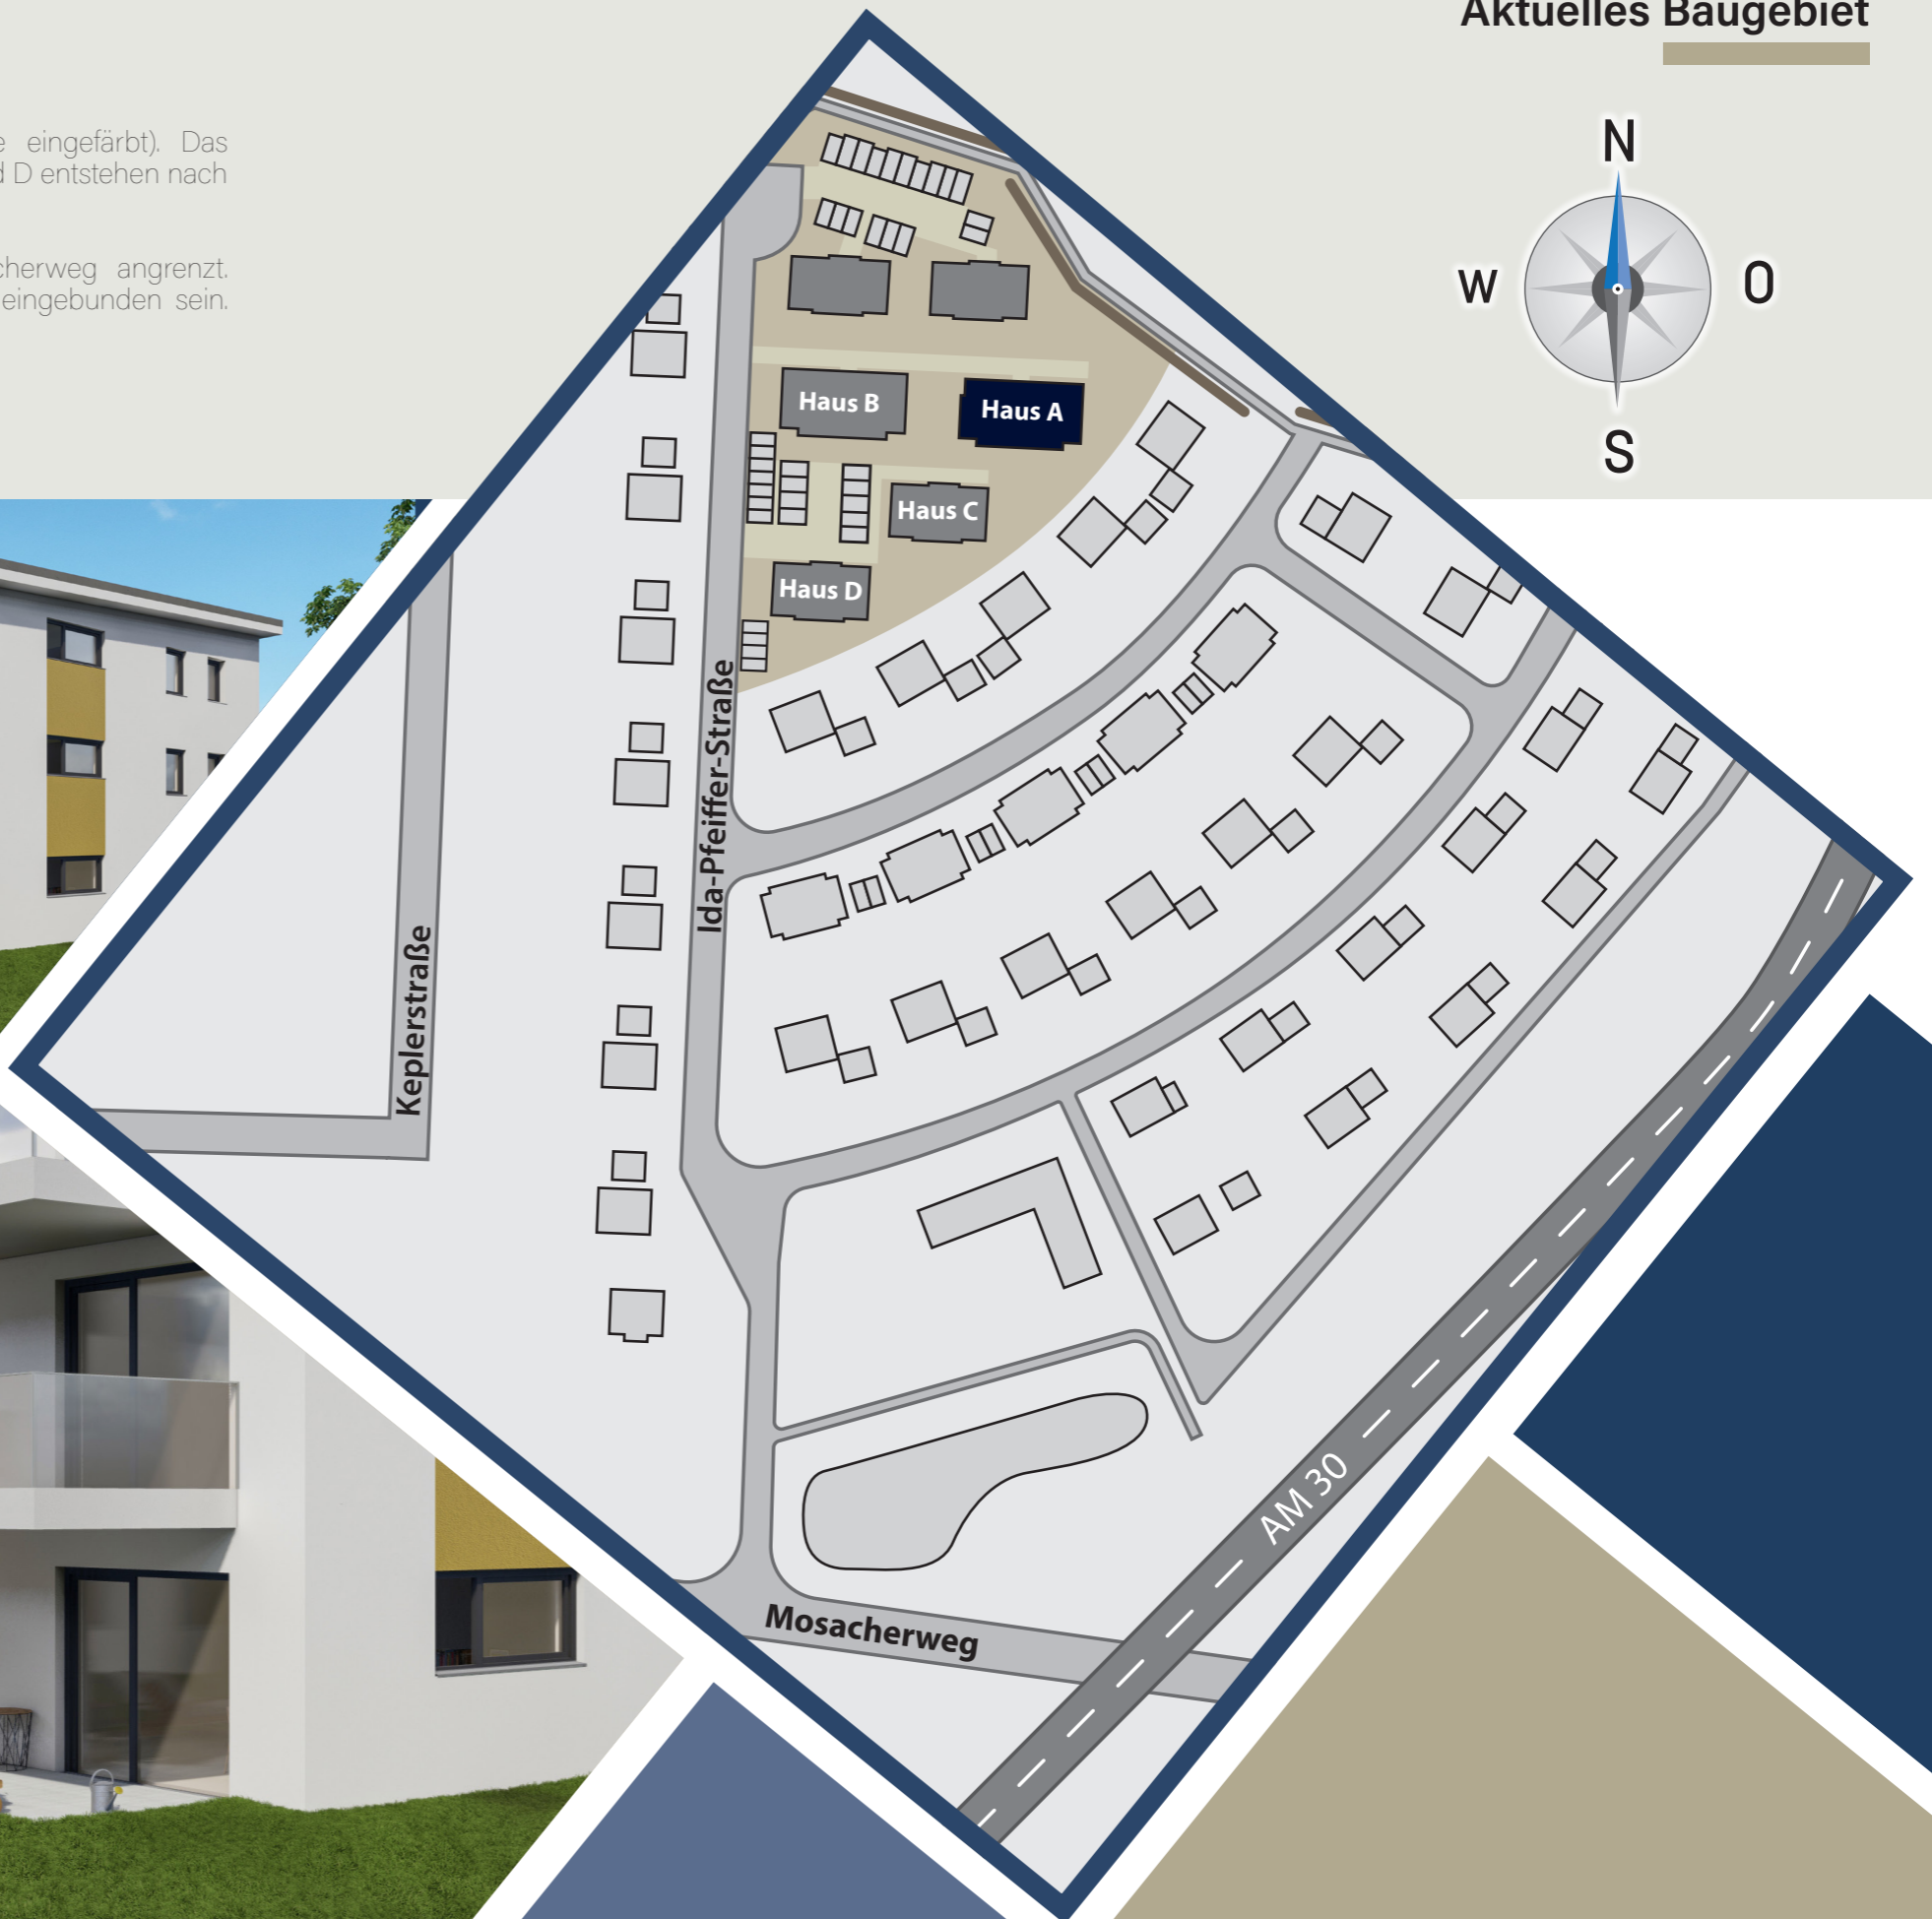 Aktuelles Baugebiet
e eingefärbt). Das
d D entstehen nach
cherweg angrenzt.
eingebunden sein.
N
W
O
S
Haus B
Haus A
Haus C
Haus D
Ida-Pfeiffer-Straße
Keplerstraße
AM 30
Mosacherweg